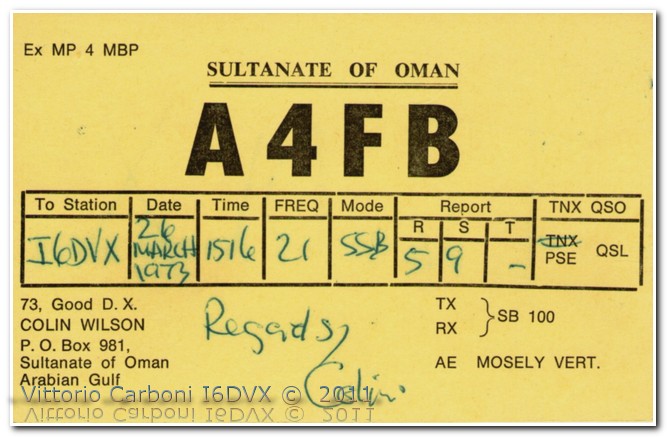 Ex MP 4 MBP
SULTANATE OF OMAN
A4FB
To Station Date Time FREQ Mode Report TNX QSO
R S T
I6DVX 26 MARCH 1973 1516 21 SSB 5 9 - TNX PSE QSL
73, Good D. X.
COLIN WILSON
P. O. Box 981,
Sultanate of Oman
Arabian Gulf
Regards,
Colin
TX
RX
SB 100
AE MOSELY VERT.
Vittorio Carboni I6DVX © 2011